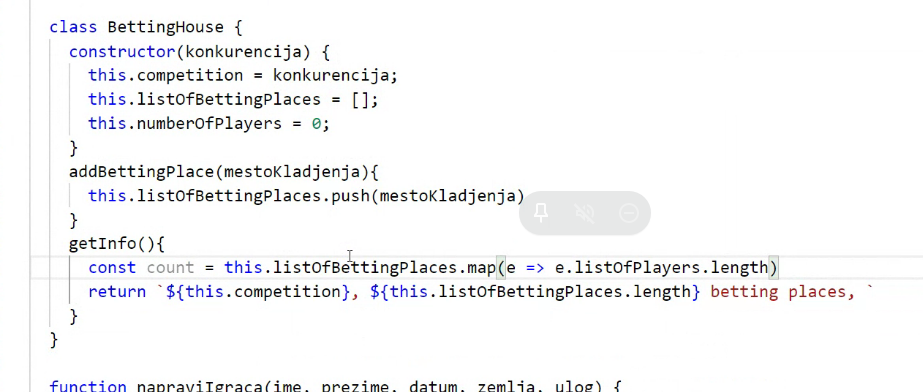 class BettingHouse {
constructor(konkurencija) {
this.competition = konkurencija;
this.listOfBettingPlaces = [];
this.numberOfPlayers = 0;
}
addBettingPlace(mestoKladjenja){
this.listOfBettingPlaces.push(mestoKladjenja)
}
getInfo(){
const count = this.listOfBettingPlaces.map(e => e.listOfPlayers.length)
return `${this.competition}, ${this.listOfBettingPlaces.length} betting places, `
}
}
function napraviIgraca(ime, prezime, datum, zemlja, ulog) {